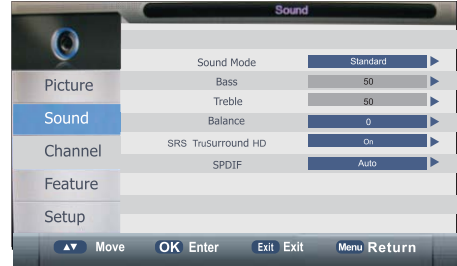 Sound
Sound Mode Standard
Picture
Bass 50
Treble 50
Sound
Balance 0
SRS TruSurround HD On
Channel
SPDIF Auto
Feature
Setup
▲▼ Move OK Enter Exit Exit Menu Return